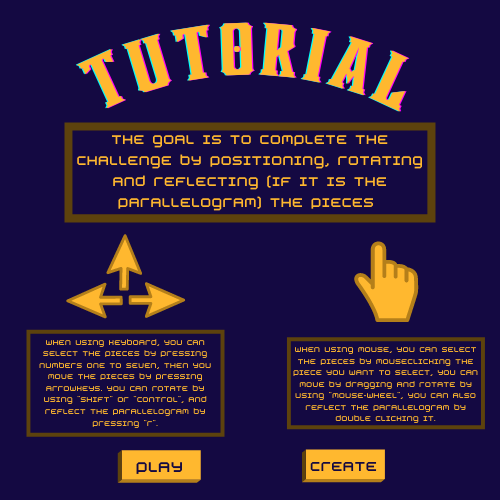 TUTORIAL
THE GOAL IS TO COMPLETE THE
CHALLENGE BY POSITIONING, ROTATING
AND REFLECTING (IF IT IS THE
PARALLELOGRAM) THE PIECES
WHEN USING KEYBOARD, YOU CAN
SELECT THE PIECES BY PRESSING
NUMBERS ONE TO SEVEN, THEN YOU
MOVE THE PIECES BY PRESSING
ARROWKEYS. YOU CAN ROTATE BY
USING "SHIFT" OR "CONTROL", AND
REFLECT THE PARALLELOGRAM BY
PRESSING "R".
WHEN USING MOUSE, YOU CAN SELECT
THE PIECES BY MOUSECLICKING THE
PIECE YOU WANT TO SELECT, YOU CAN
MOVE BY DRAGGING AND ROTATE BY
USING "MOUSE-WHEEL", YOU CAN ALSO
REFLECT THE PARALLELOGRAM BY
DOUBLE CLICKING IT.
PLAY
CREATE